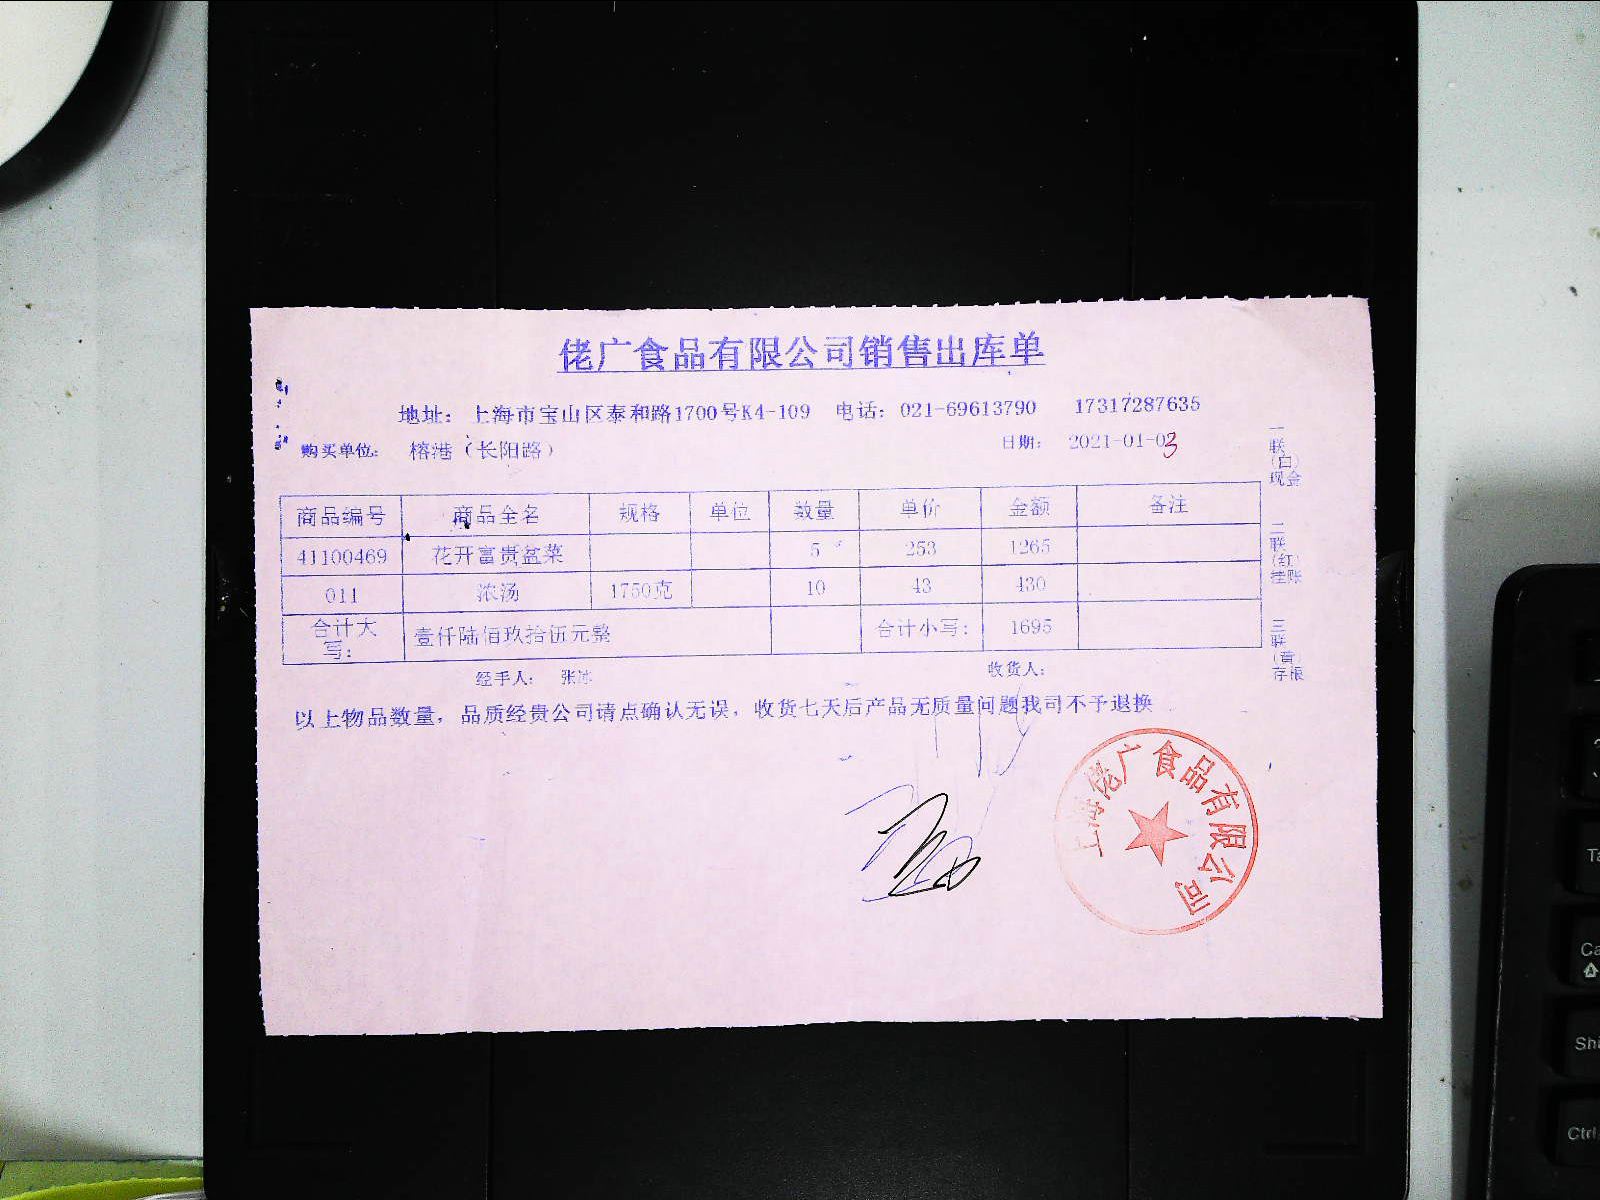 佬广食品有限公司销售出库单
地址：上海市宝山区泰和路1700号K4-109 电话：021-69613790 17317287635
购买单位： 榕港（长阳路） 日期： 2021-01-03
商品编号 商品全名 规格 单位 数量 单价 金额 备注
41100469 花开富贵盆菜 5 253 1265
011 浓汤 1750克 10 43 430
合计大写： 壹仟陆佰玖拾伍元整 合计小写： 1695
经手人： 张冰 收货人：
以上物品数量，品质经贵公司请点确认无误，收货七天后产品无质量问题我司不予退换
一联（白）现金
二联（红）挂账
三联（黄）存根
上海佬广食品有限公司
Ta
Ca
Shi
Ctrl